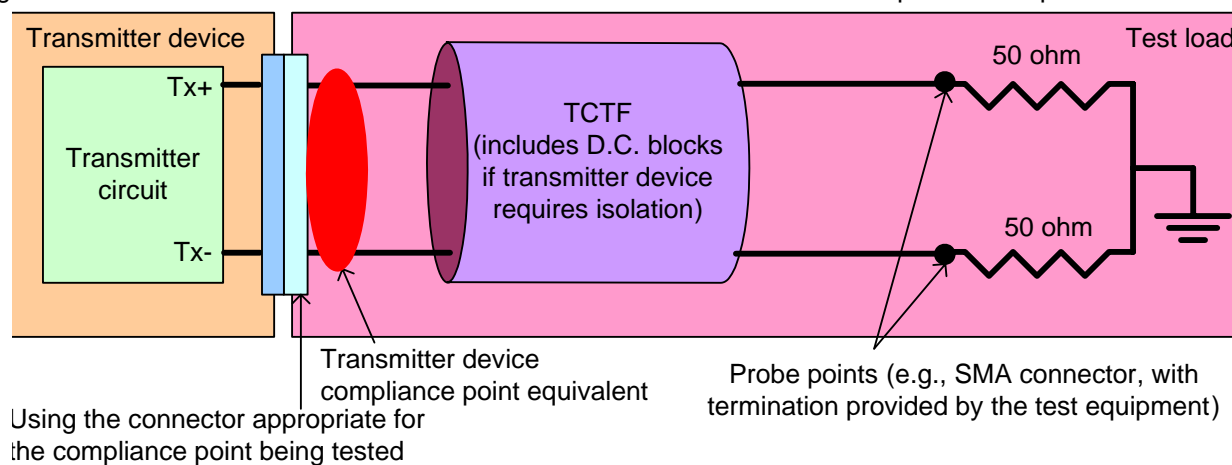 Transmitter device
Test load
50 ohm
Tx+
TCTF
(includes D.C. blocks
if transmitter device
requires isolation)
Transmitter
circuit
50 ohm
Tx-
Transmitter device
compliance point equivalent
Probe points (e.g., SMA connector, with
termination provided by the test equipment)
Using the connector appropriate for
the compliance point being tested